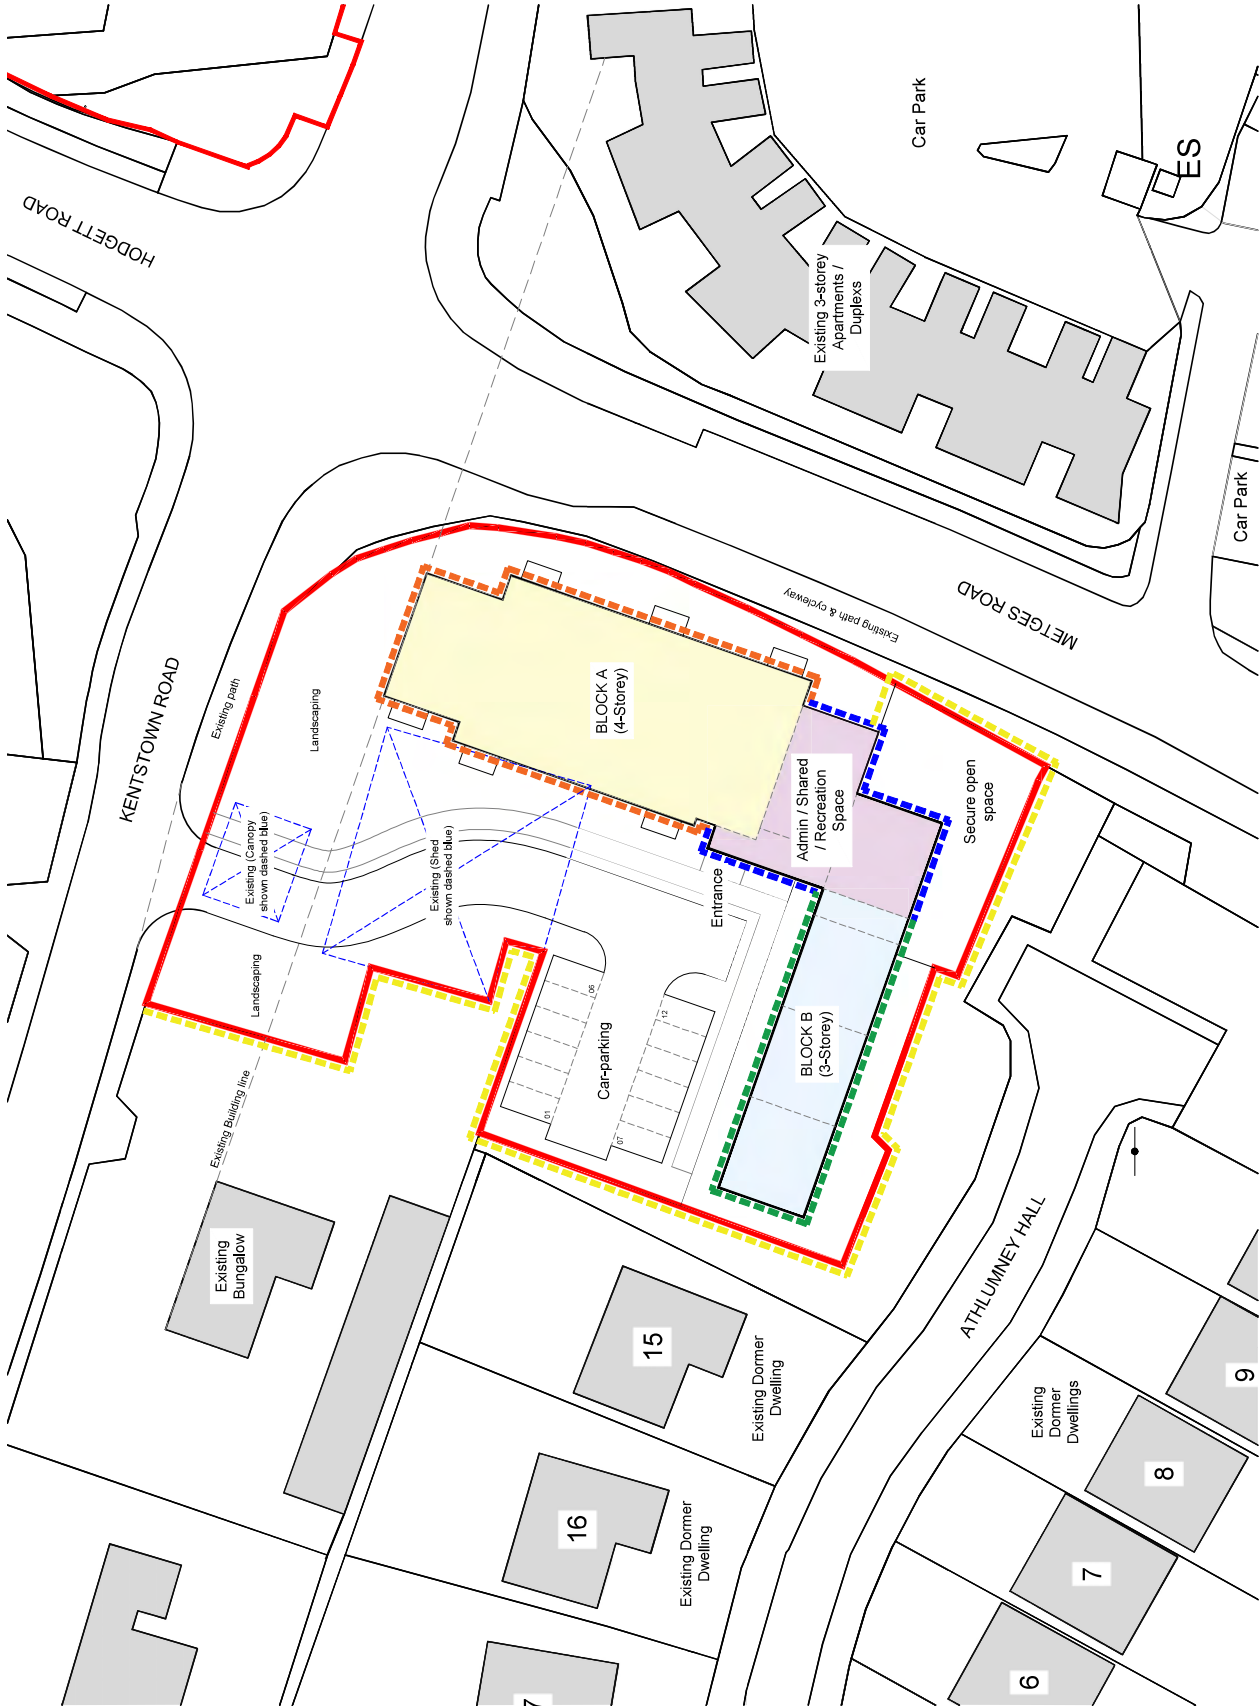 HODGETT ROAD
Car Park
ES
Existing 3-storey
Apartments /
Duplexs
Car Park
KENTSTOWN ROAD
Existing path
Landscaping
Existing path & cycleway
METGES ROAD
BLOCK A
(4-Storey)
Existing (Canopy
shown dashed blue)
Existing (Shed
shown dashed blue)
Admin / Shared
/ Recreation
Space
Secure open
space
Entrance
Landscaping
06
12
Car-parking
01
07
BLOCK B
(3-Storey)
Existing Building line
Existing
Bungalow
ATHLUMNEY HALL
15
Existing Dormer
Dwelling
16
Existing Dormer
Dwelling
Existing
Dormer
Dwellings
9
8
7
6
7